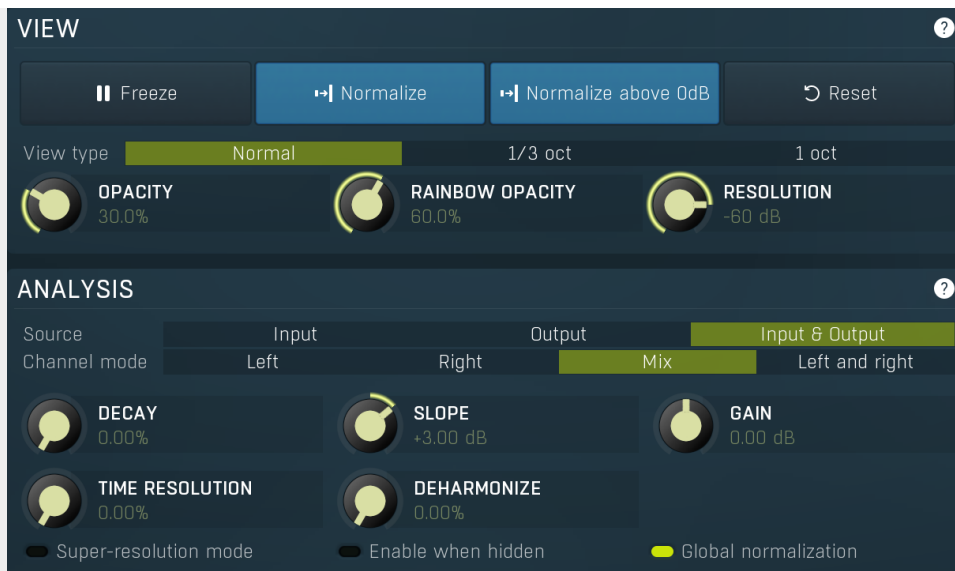 VIEW ?
Freeze Normalize Normalize above 0dB Reset
View type Normal 1/3 oct 1 oct
OPACITY RAINBOW OPACITY RESOLUTION
30.0% 60.0% -60 dB
ANALYSIS ?
Source Input Output Input & Output
Channel mode Left Right Mix Left and right
DECAY SLOPE GAIN
0.00% +3.00 dB 0.00 dB
TIME RESOLUTION DEHARMONIZE
0.00% 0.00%
Super-resolution mode Enable when hidden Global normalization